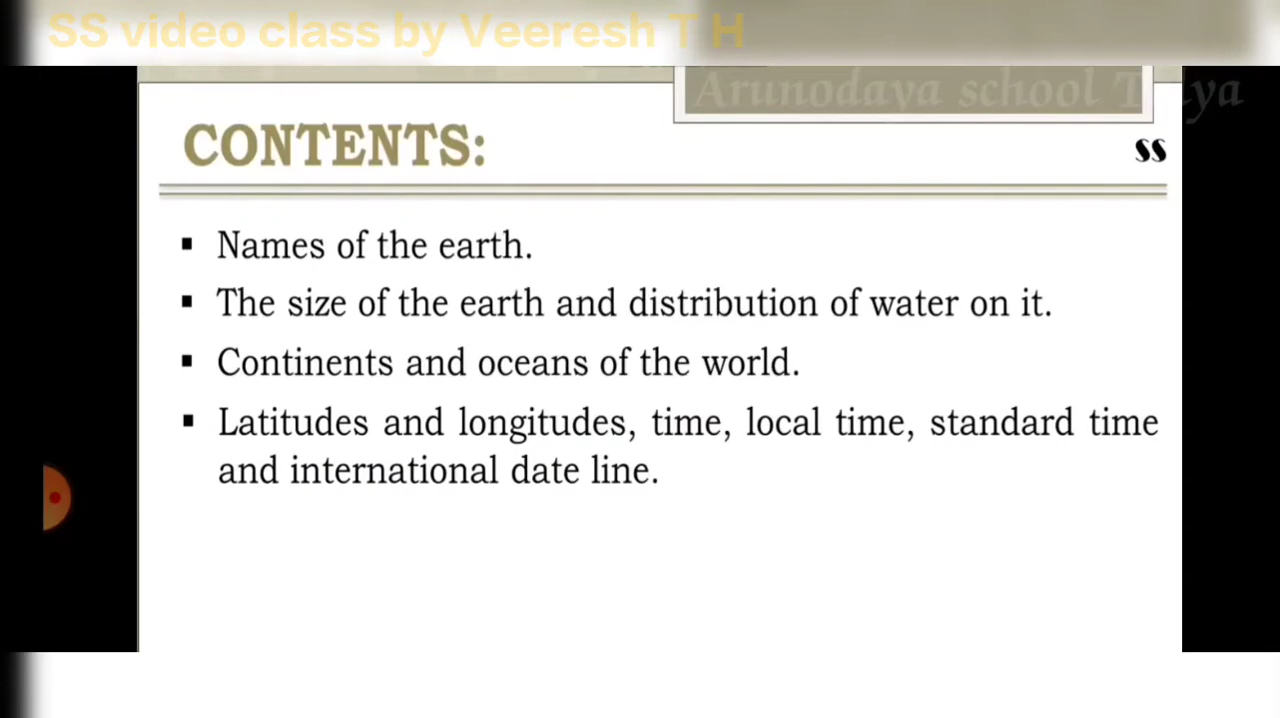 SS video class by Veeresh T H
Arunodaya school
CONTENTS:
SS
▪ Names of the earth.
▪ The size of the earth and distribution of water on it.
▪ Continents and oceans of the world.
▪ Latitudes and longitudes, time, local time, standard time
and international date line.